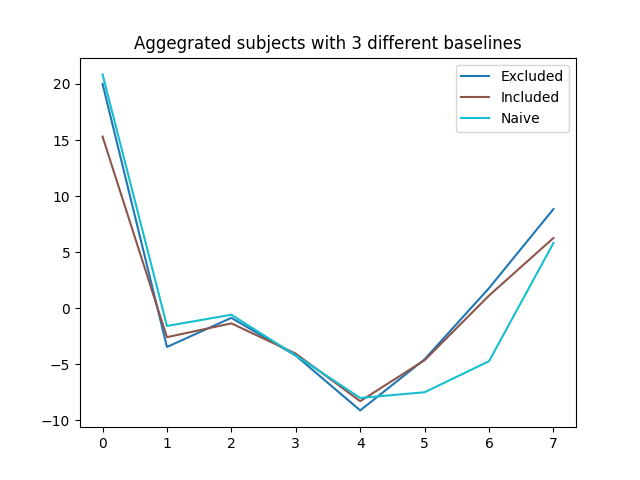 Aggegrated subjects with 3 different baselines
Excluded
Included
Naive
20
15
10
5
0
−5
−10
0 1 2 3 4 5 6 7